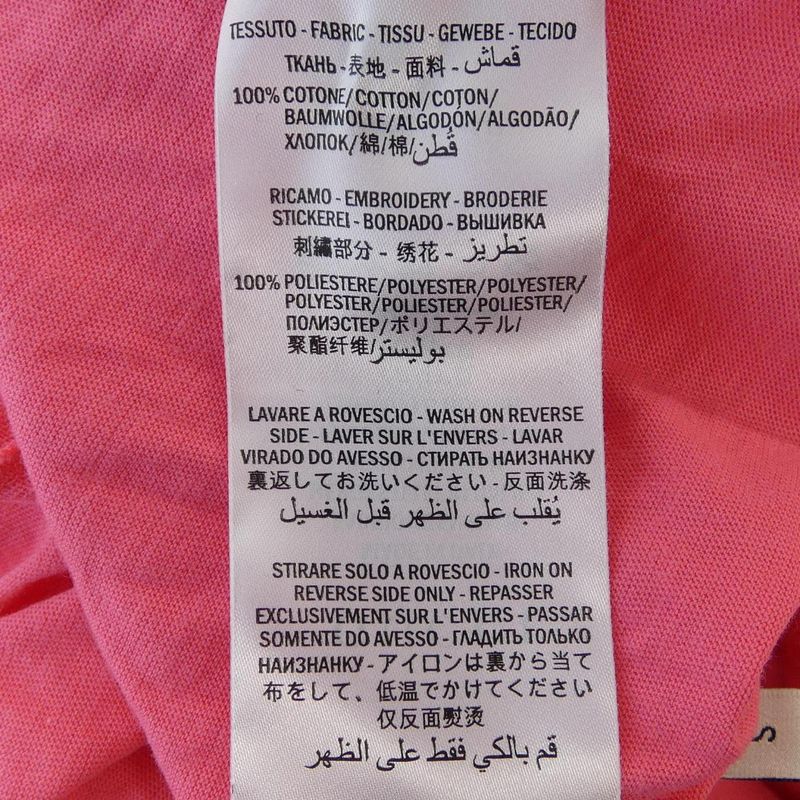 TESSUTO - FABRIC - TISSU - GEWEBE - TECIDO
ТКАНЬ - 表地 - 面料 - قماش
100% COTONE/COTTON/COTON/
BAUMWOLLE/ALGODÓN/ALGODÃO/
ХЛОПОК/綿/棉/قُطن
RICAMO - EMBROIDERY - BRODERIE
STICKEREI - BORDADO - ВЫШИВКА
刺繍部分 - 绣花 - تطريز
100% POLIESTERE/POLYESTER/POLYESTER/
POLYESTER/POLIESTER/POLIESTER/
ПОЛИЭСТЕР/ポリエステル/
聚酯纤维/بوليستر
LAVARE A ROVESCIO - WASH ON REVERSE
SIDE - LAVER SUR L'ENVERS - LAVAR
VIRADO DO AVESSO - СТИРАТЬ НАИЗНАНКУ
裏返してお洗いください - 反面洗涤
يُقلب على الظهر قبل الغسيل
STIRARE SOLO A ROVESCIO - IRON ON
REVERSE SIDE ONLY - REPASSER
EXCLUSIVEMENT SUR L'ENVERS - PASSAR
SOMENTE DO AVESSO - ГЛАДИТЬ ТОЛЬКО
НАИЗНАНКУ - アイロンは裏から当て
布をして、低温でかけてください
仅反面熨烫
قم بالكي فقط على الظهر
S